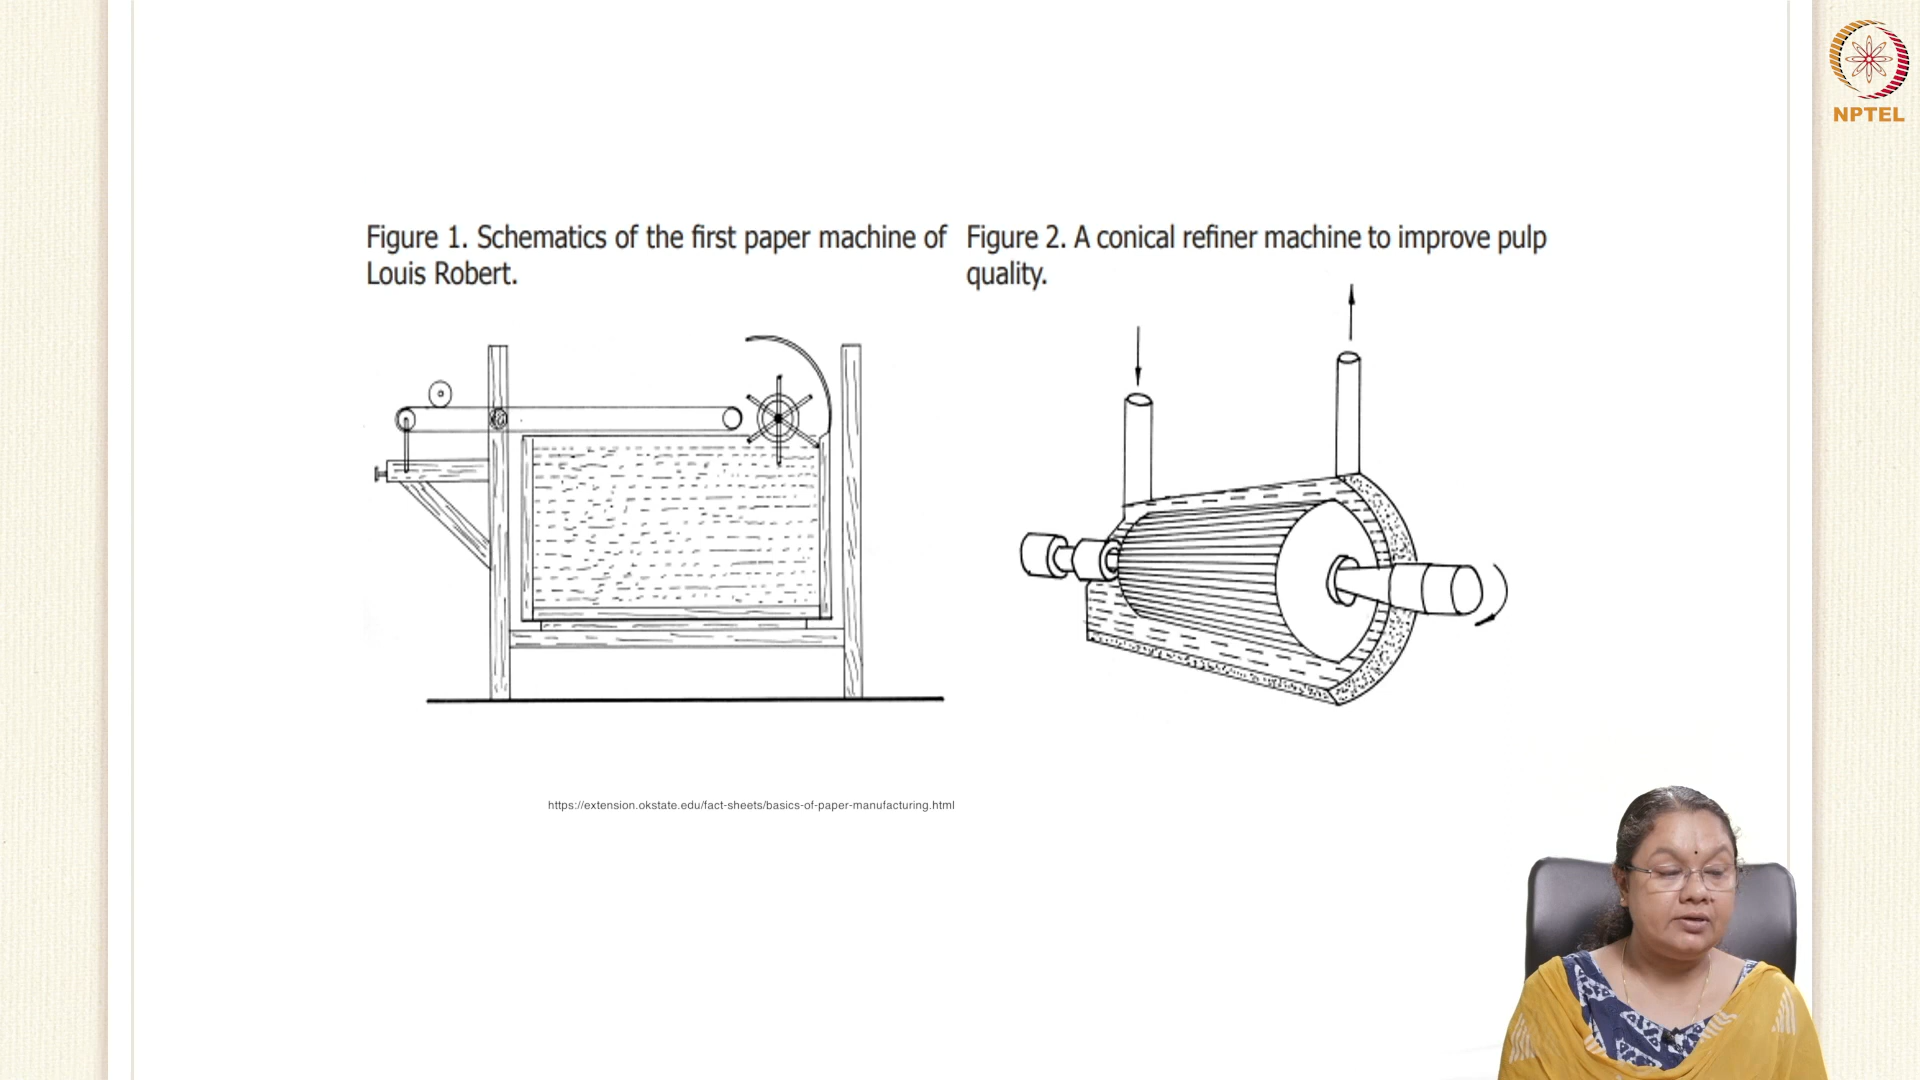 NPTEL
Figure 1. Schematics of the first paper machine of
Louis Robert.
Figure 2. A conical refiner machine to improve pulp
quality.
https://extension.okstate.edu/fact-sheets/basics-of-paper-manufacturing.html